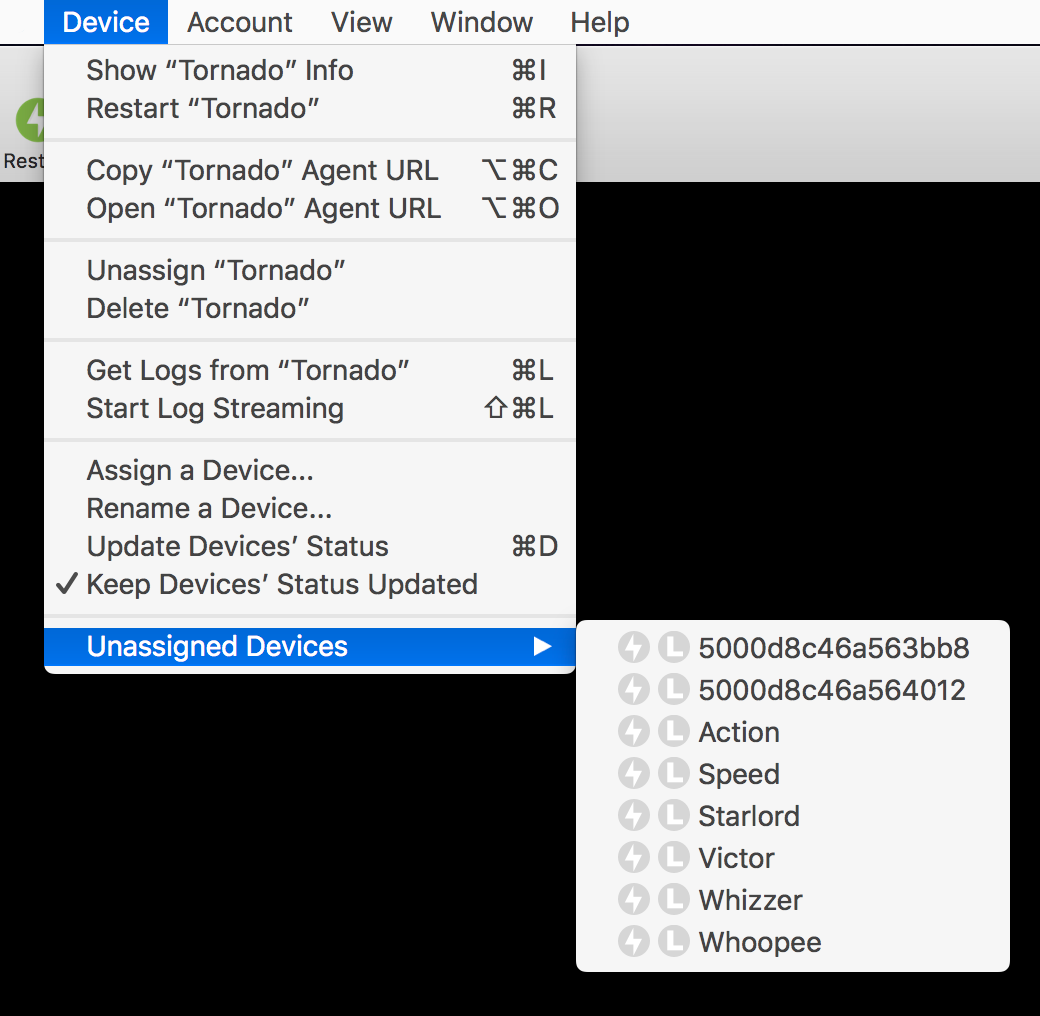 Device Account View Window Help
Show “Tornado” Info ⌘I
Restart “Tornado” ⌘R
Rest
Copy “Tornado” Agent URL ⌥⌘C
Open “Tornado” Agent URL ⌥⌘O
Unassign “Tornado”
Delete “Tornado”
Get Logs from “Tornado” ⌘L
Start Log Streaming ⇧⌘L
Assign a Device...
Rename a Device...
Update Devices’ Status ⌘D
✓ Keep Devices’ Status Updated
Unassigned Devices ▶
L 5000d8c46a563bb8
L 5000d8c46a564012
L Action
L Speed
L Starlord
L Victor
L Whizzer
L Whoopee